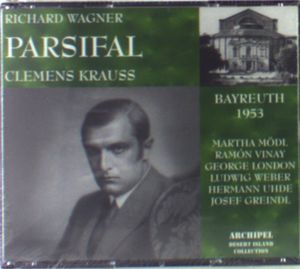 RICHARD WAGNER
PARSIFAL
CLEMENS KRAUSS
BAYREUTH
1953
MARTHA MÖDL
RAMÓN VINAY
GEORGE LONDON
LUDWIG WEBER
HERMANN UHDE
JOSEF GREINDL
ARCHIPEL
DESERT ISLAND
COLLECTION